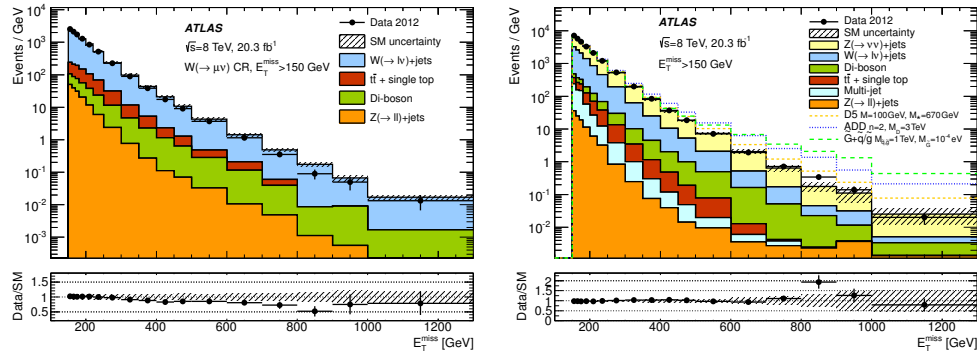 Events / GeV
10⁴
10³
10²
10
1
10⁻¹
10⁻²
10⁻³
ATLAS
√s=8 TeV, 20.3 fb⁻¹
W(→ μν) CR, E_T^miss>150 GeV
Data 2012
SM uncertainty
W(→ lν)+jets
Z(→ νν)+jets
tt̄ + single top
Di-boson
Z(→ ll)+jets
Data/SM
1.5
1
0.5
200 400 600 800 1000 1200
E_T^miss [GeV]
Events / GeV
10⁵
10⁴
10³
10²
10
1
10⁻¹
10⁻²
10⁻³
ATLAS
√s=8 TeV, 20.3 fb⁻¹
E_T^miss>150 GeV
Data 2012
SM uncertainty
Z(→ νν)+jets
W(→ lν)+jets
Di-boson
tt̄ + single top
Multi-jet
Z(→ ll)+jets
D5 M=100GeV, M⁎=670GeV
ADD n=2, M_D=3TeV
Data/SM
2
1.5
1
0.5
0
200 400 600 800 1000 1200
E_T^miss [GeV]